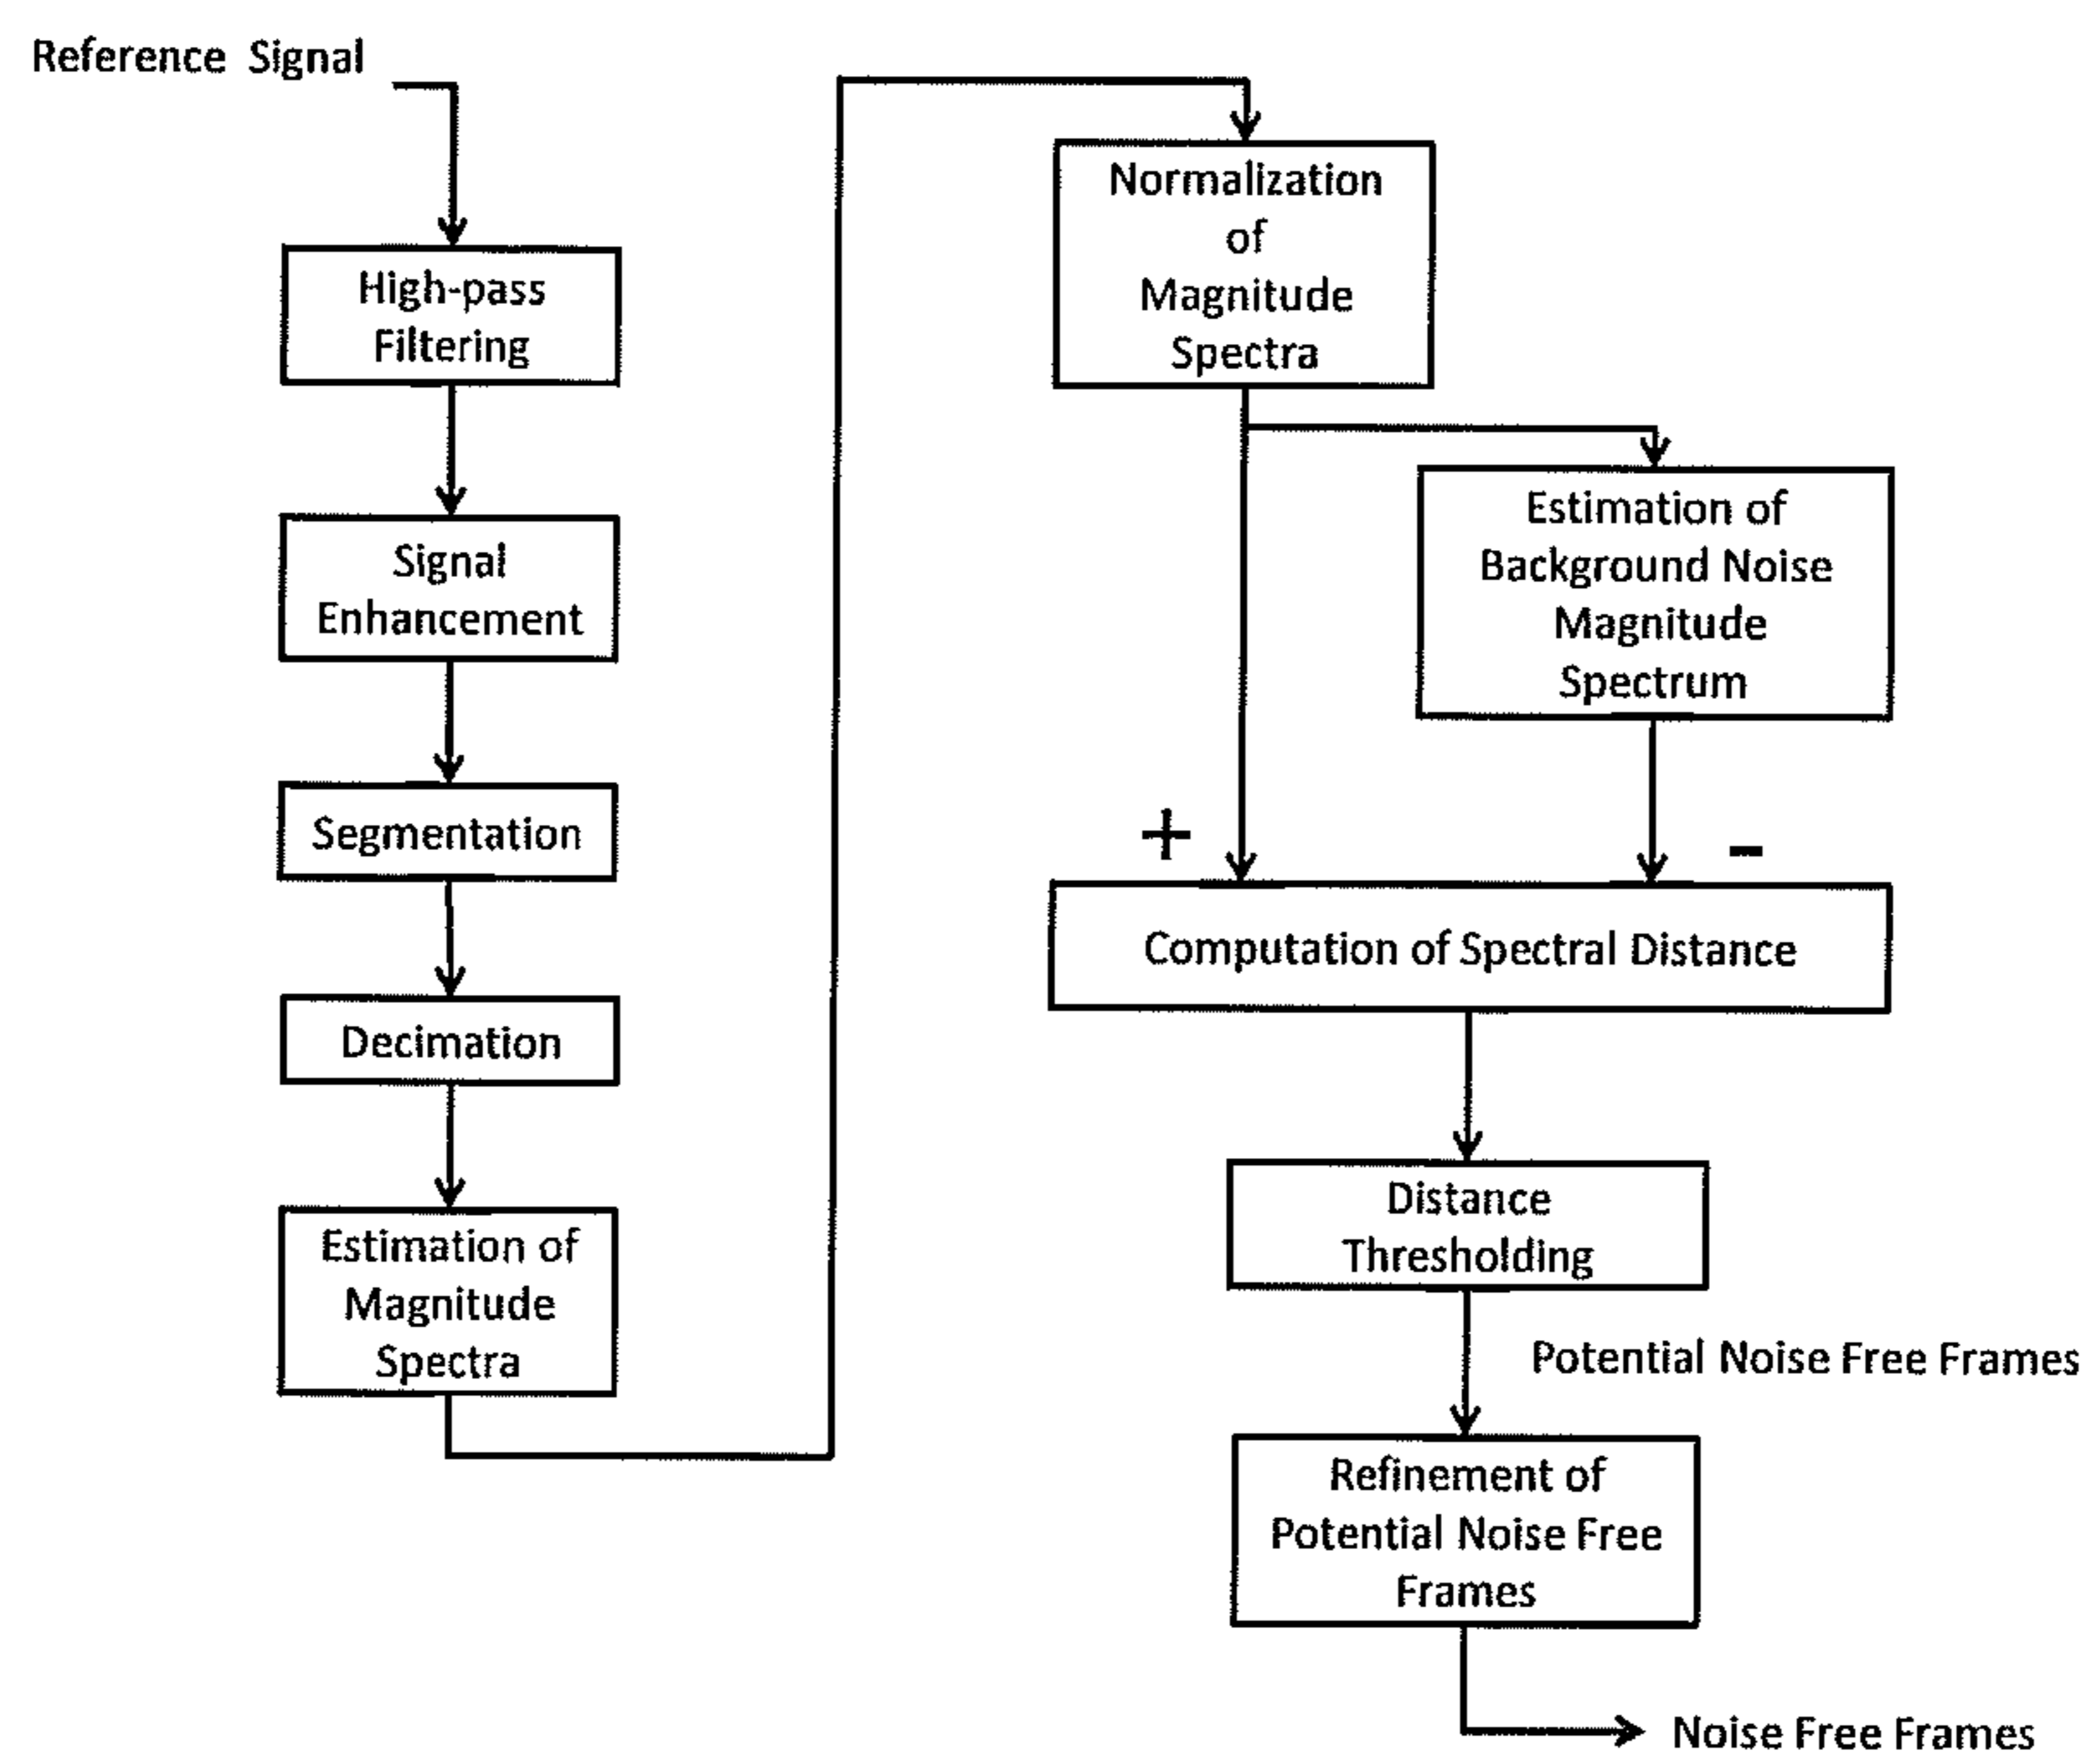 Reference Signal
High-pass
Filtering
Signal
Enhancement
Segmentation
Decimation
Estimation of
Magnitude
Spectra
Normalization
of
Magnitude
Spectra
Estimation of
Background Noise
Magnitude
Spectrum
+
-
Computation of Spectral Distance
Distance
Thresholding
Potential Noise Free Frames
Refinement of
Potential Noise Free
Frames
Noise Free Frames